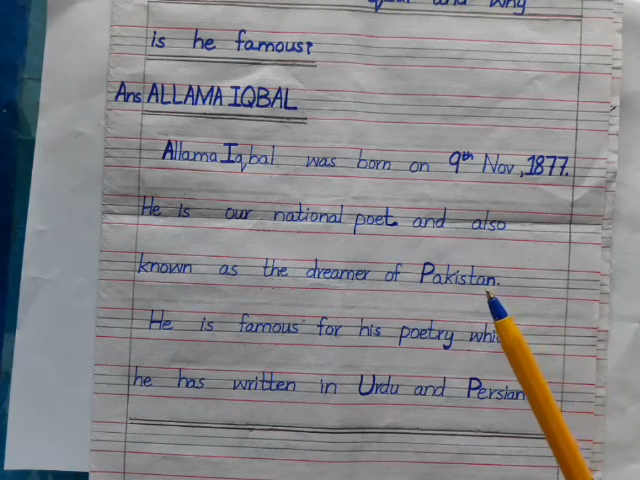 and why
is he famous?
Ans ALLAMA IQBAL
Allama Iqbal was born on 9th Nov, 1877.
He is our national poet and also
known as the dreamer of Pakistan.
He is famous for his poetry
he has written in Urdu and Persian